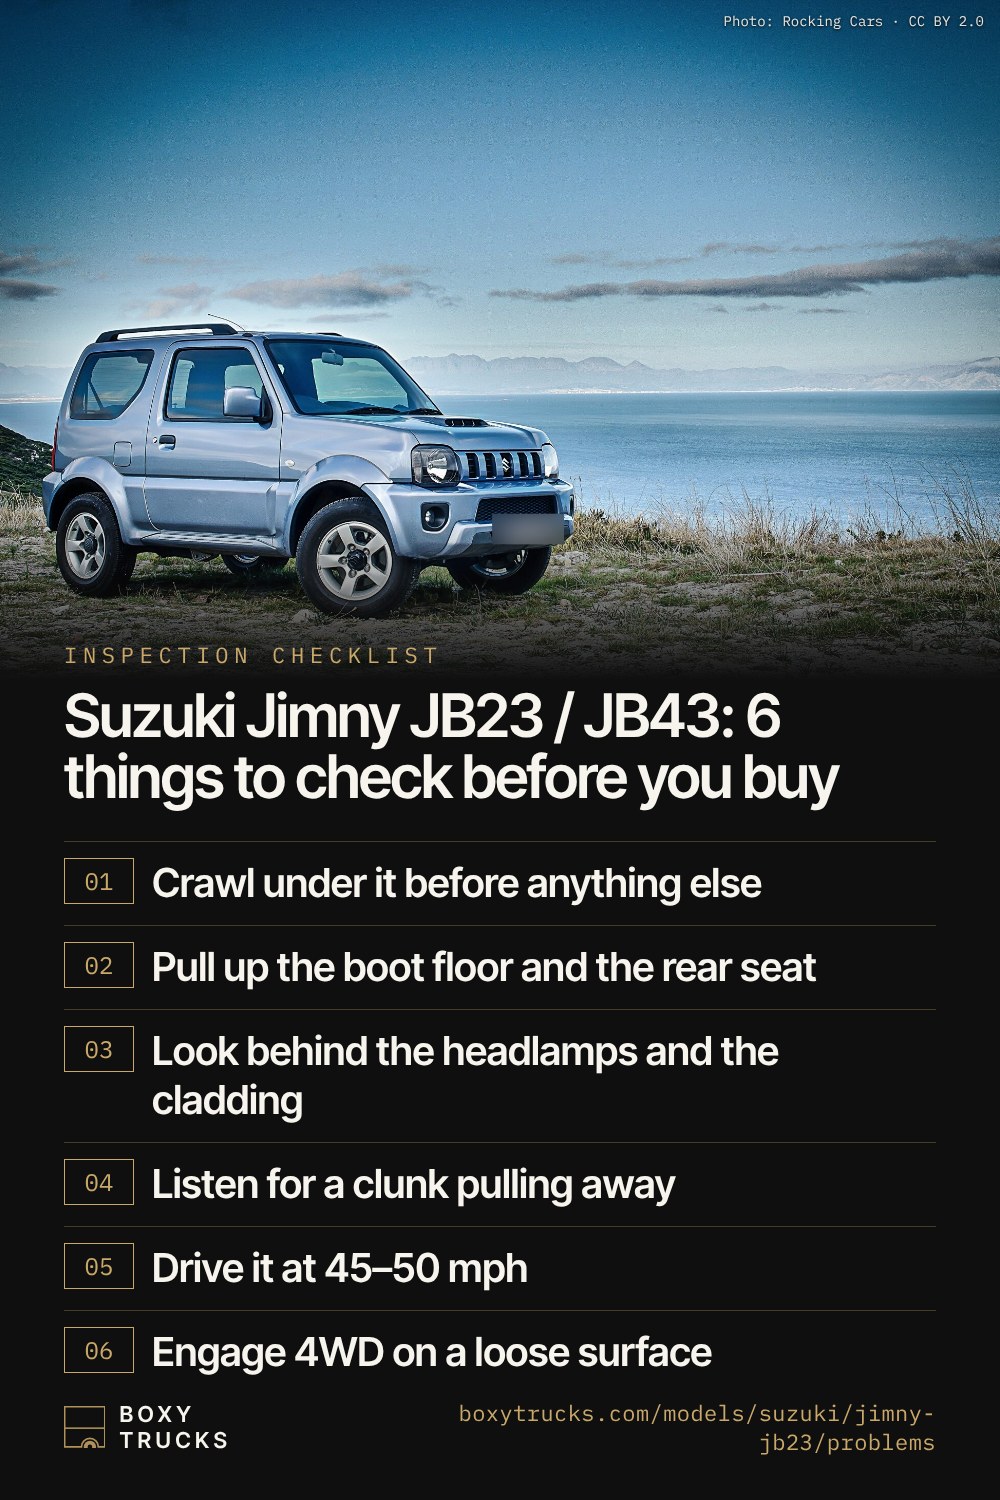 Photo: Rocking Cars · CC BY 2.0
INSPECTION CHECKLIST
Suzuki Jimny JB23 / JB43: 6
things to check before you buy
01 Crawl under it before anything else
02 Pull up the boot floor and the rear seat
03 Look behind the headlamps and the
cladding
04 Listen for a clunk pulling away
05 Drive it at 45–50 mph
06 Engage 4WD on a loose surface
BOXY
TRUCKS
boxytrucks.com/models/suzuki/jimny-
jb23/problems